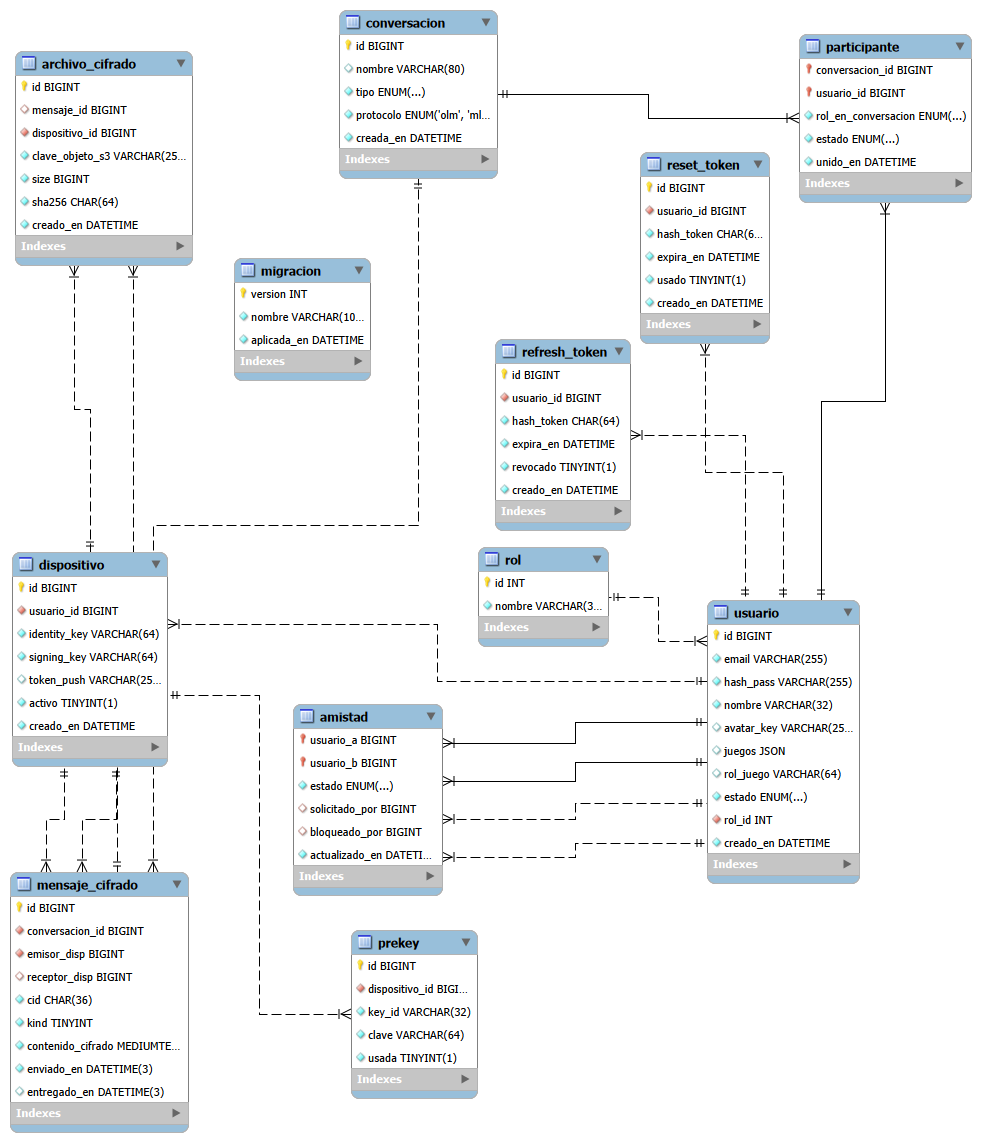 conversacion
id BIGINT
nombre VARCHAR(80)
tipo ENUM(...)
protocolo ENUM('olm', 'ml...
creada_en DATETIME
Indexes
participante
conversacion_id BIGINT
usuario_id BIGINT
rol_en_conversacion ENUM(...)
estado ENUM(...)
unido_en DATETIME
Indexes
archivo_cifrado
id BIGINT
mensaje_id BIGINT
dispositivo_id BIGINT
clave_objeto_s3 VARCHAR(25...
size BIGINT
sha256 CHAR(64)
creado_en DATETIME
Indexes
reset_token
id BIGINT
usuario_id BIGINT
hash_token CHAR(6...
expira_en DATETIME
usado TINYINT(1)
creado_en DATETIME
Indexes
migracion
version INT
nombre VARCHAR(10...
aplicada_en DATETIME
Indexes
refresh_token
id BIGINT
usuario_id BIGINT
hash_token CHAR(64)
expira_en DATETIME
revocado TINYINT(1)
creado_en DATETIME
Indexes
rol
id INT
nombre VARCHAR(3...
Indexes
dispositivo
id BIGINT
usuario_id BIGINT
identity_key VARCHAR(64)
signing_key VARCHAR(64)
token_push VARCHAR(25...
activo TINYINT(1)
creado_en DATETIME
Indexes
usuario
id BIGINT
email VARCHAR(255)
hash_pass VARCHAR(255)
nombre VARCHAR(32)
avatar_key VARCHAR(25...
juegos JSON
rol_juego VARCHAR(64)
estado ENUM(...)
rol_id INT
creado_en DATETIME
Indexes
amistad
usuario_a BIGINT
usuario_b BIGINT
estado ENUM(...)
solicitado_por BIGINT
bloqueado_por BIGINT
actualizado_en DATETI...
Indexes
mensaje_cifrado
id BIGINT
conversacion_id BIGINT
emisor_disp BIGINT
receptor_disp BIGINT
cid CHAR(36)
kind TINYINT
contenido_cifrado MEDIUMTE...
enviado_en DATETIME(3)
entregado_en DATETIME(3)
Indexes
prekey
id BIGINT
dispositivo_id BIGI...
key_id VARCHAR(32)
clave VARCHAR(64)
usada TINYINT(1)
Indexes